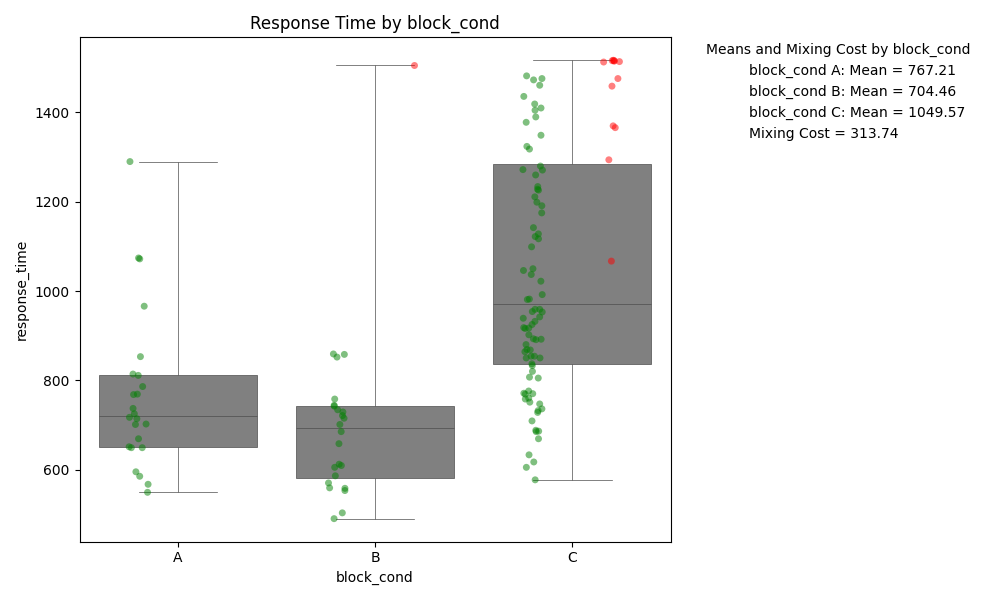 Response Time by block_cond
Means and Mixing Cost by block_cond
block_cond A: Mean = 767.21
block_cond B: Mean = 704.46
block_cond C: Mean = 1049.57
Mixing Cost = 313.74
response_time
1400
1200
1000
800
600
A
B
C
block_cond